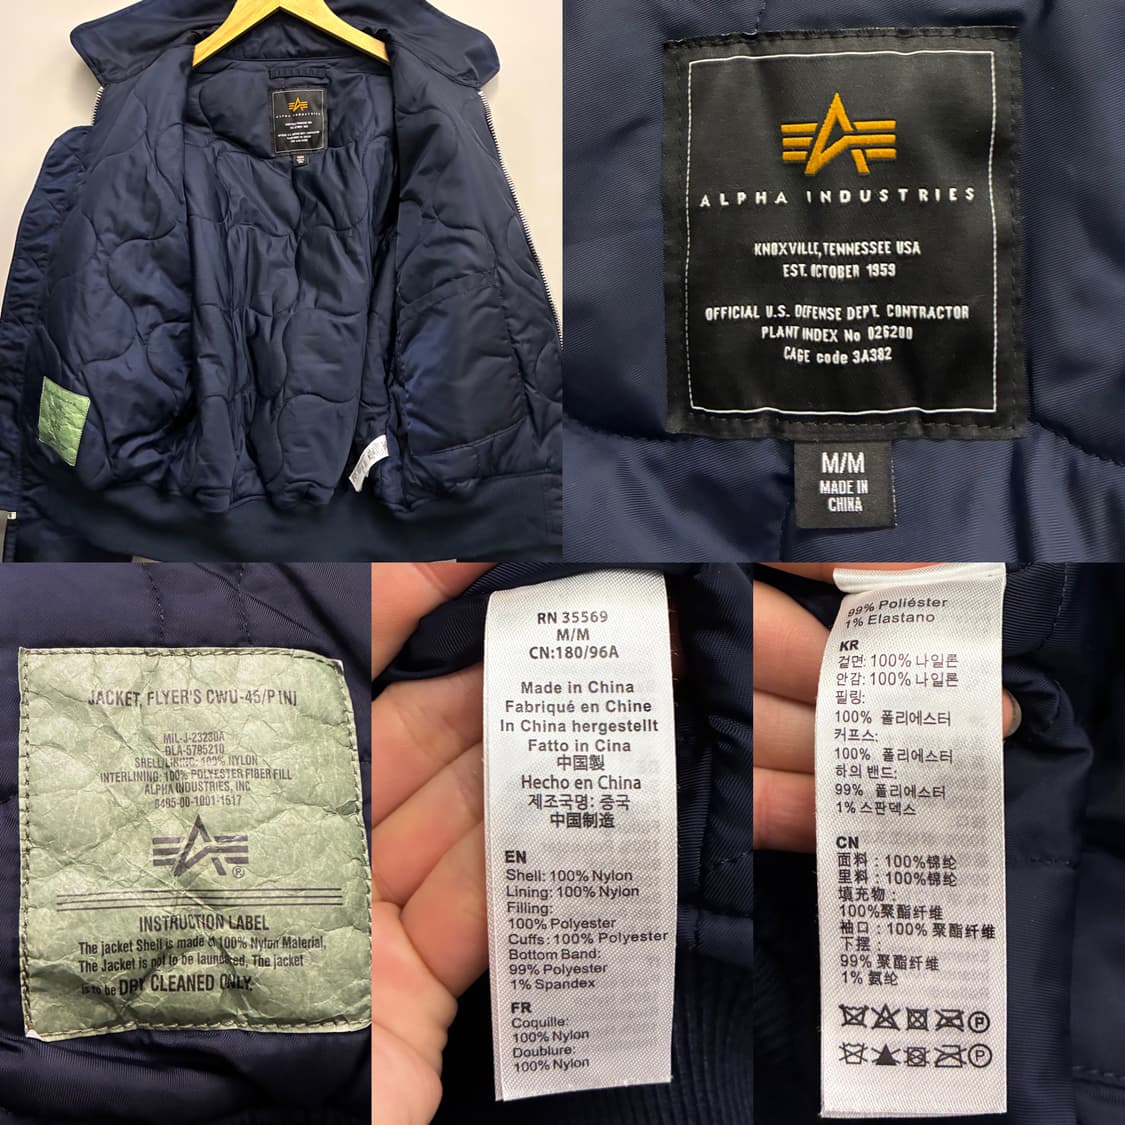 ALPHA INDUSTRIES
ALPHA INDUSTRIES
KNOXVILLE, TENNESSEE USA
EST. OCTOBER 1959
OFFICIAL U.S. DEFENSE DEPT. CONTRACTOR
PLANT INDEX No 026200
CAGE code 3A382
M/M
MADE IN
CHINA
JACKET, FLYER'S CWU-45/P [N]
MIL-J-23280A
SHELL/LINING: 100% NYLON
INTERLINING: 100% POLYESTER FIBER FILL
ALPHA INDUSTRIES, INC
INSTRUCTION LABEL
The jacket Shell is made of 100% Nylon Material,
The Jacket is not to be laundered, The jacket
is to be DRY CLEANED ONLY.
RN 35569
M/M
CN:180/96A
Made in China
Fabriqué en Chine
In China hergestellt
Fatto in Cina
中国製
Hecho en China
제조국명: 중국
中国制造
EN
Shell: 100% Nylon
Lining: 100% Nylon
Filling:
100% Polyester
Cuffs: 100% Polyester
Bottom Band:
99% Polyester
1% Spandex
FR
Coquille:
100% Nylon
Doublure:
100% Nylon
99% Poliéster
1% Elastano
KR
겉면: 100% 나일론
안감: 100% 나일론
필링:
100% 폴리에스터
커프스:
100% 폴리에스터
하의 밴드:
99% 폴리에스터
1% 스판덱스
CN
面料：100%锦纶
里料：100%锦纶
填充物：
100%聚酯纤维
袖口：100% 聚酯纤维
下摆：
99% 聚酯纤维
1% 氨纶
P
P